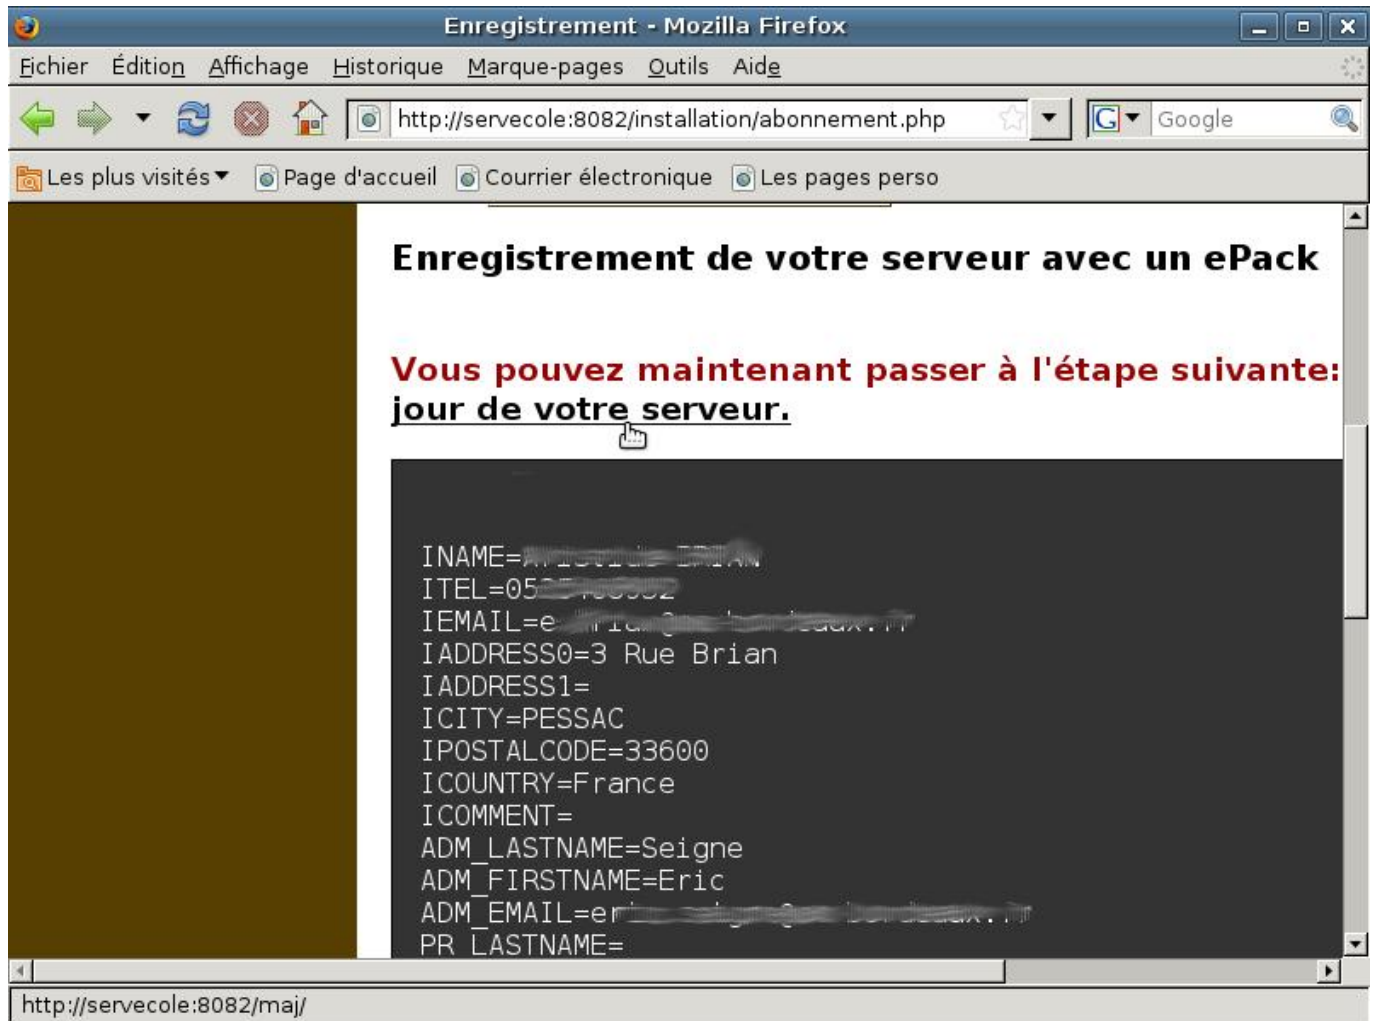 Enregistrement - Mozilla Firefox
Fichier Édition Affichage Historique Marque-pages Outils Aide
http://servecole:8082/installation/abonnement.php Google
Les plus visités Page d'accueil Courrier électronique Les pages perso
Enregistrement de votre serveur avec un ePack
Vous pouvez maintenant passer à l'étape suivante:
jour de votre serveur.
INAME=
ITEL=05
IEMAIL=e
IADDRESS0=3 Rue Brian
IADDRESS1=
ICITY=PESSAC
IPOSTALCODE=33600
ICOUNTRY=France
ICOMMENT=
ADM_LASTNAME=Seigne
ADM_FIRSTNAME=Eric
ADM_EMAIL=er
PR_LASTNAME=
http://servecole:8082/maj/